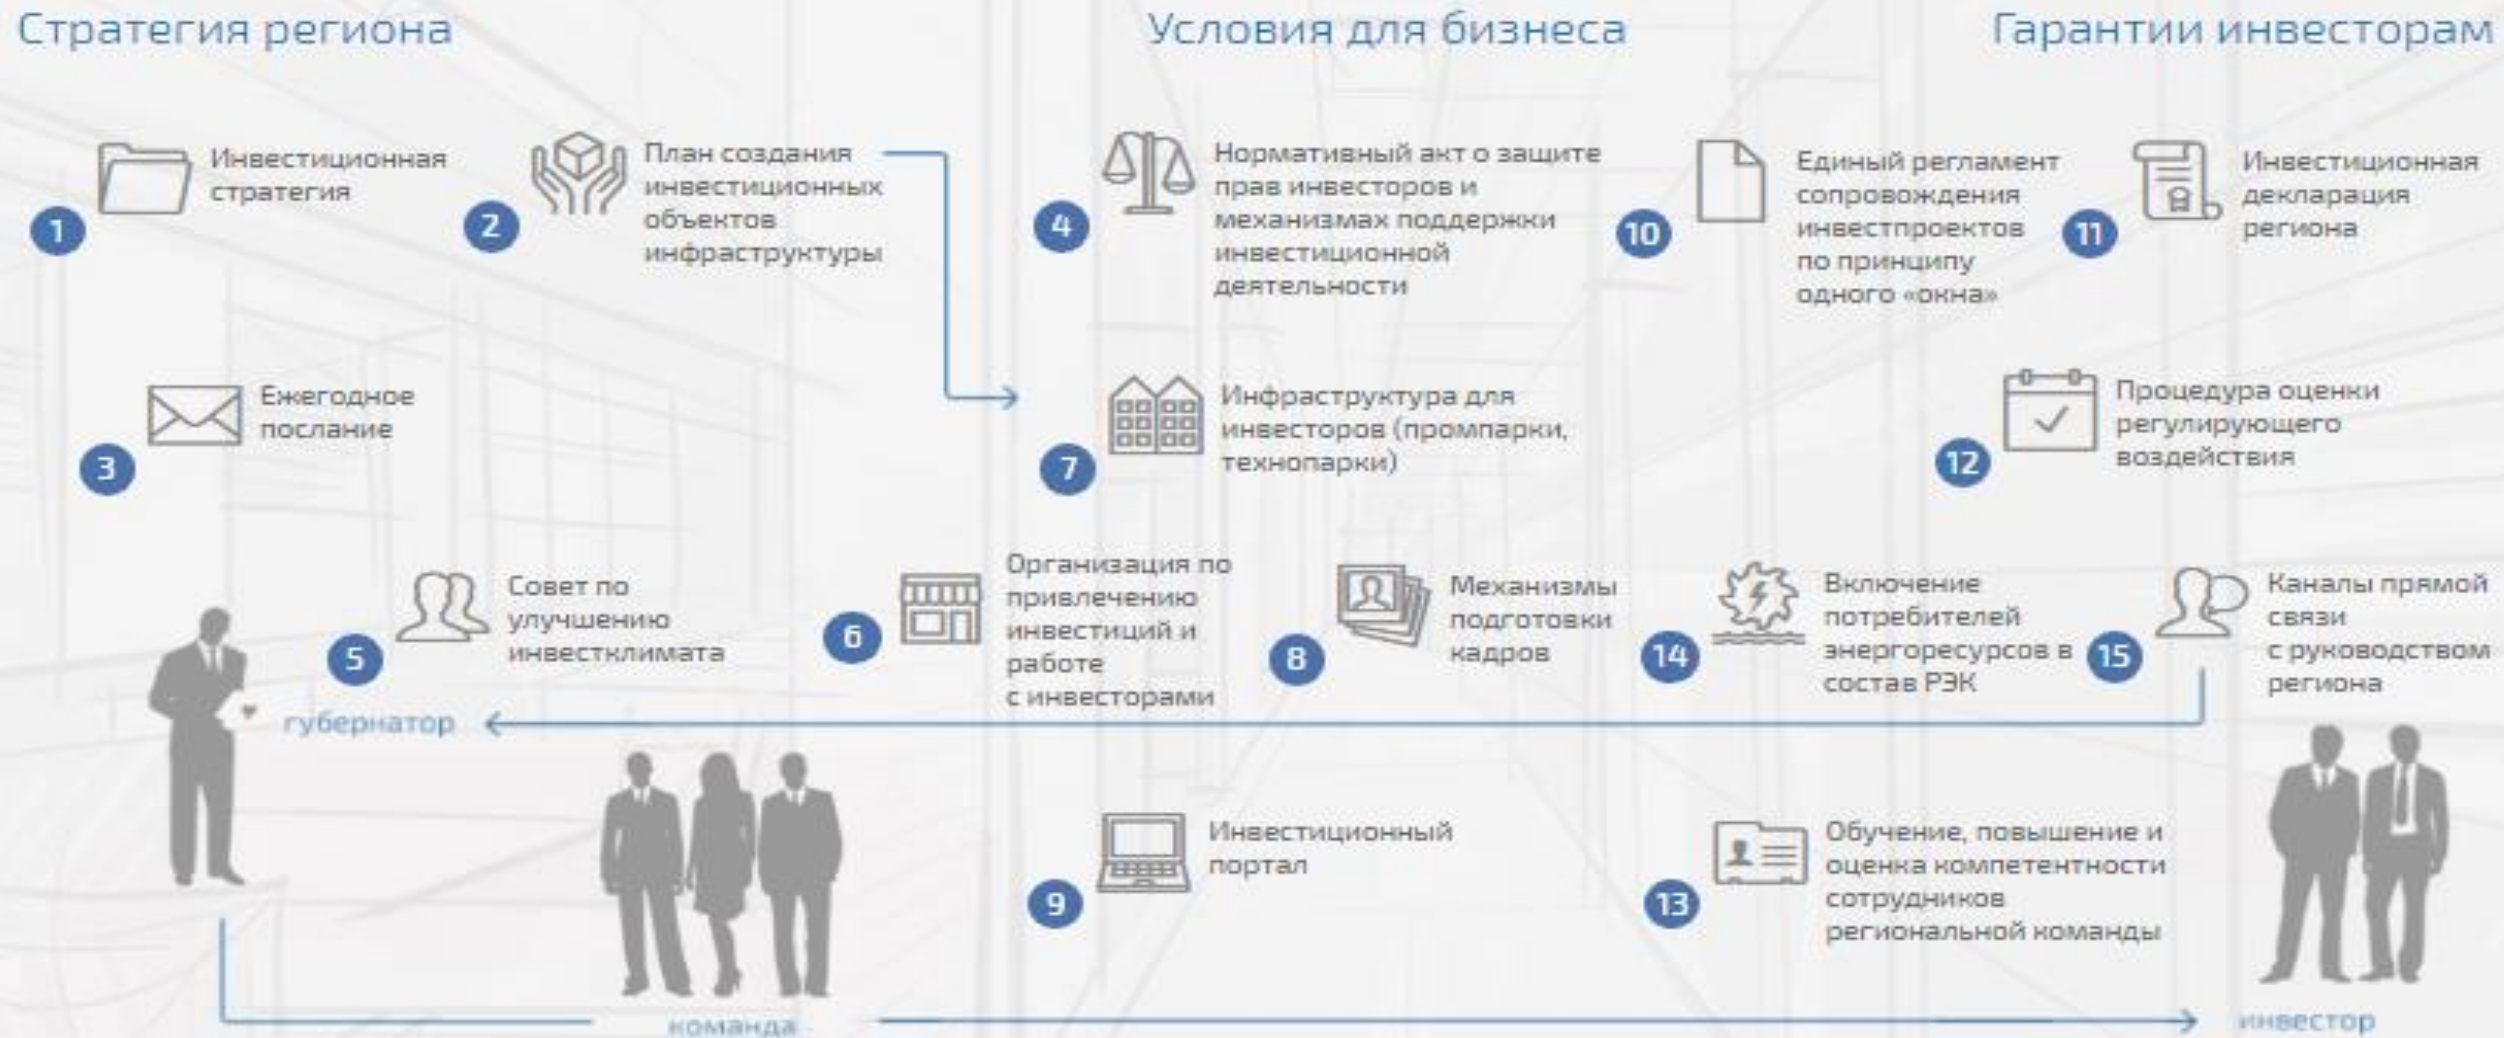 Стратегия региона
Условия для бизнеса
Гарантии инвесторам
1
Инвестиционная
стратегия
2
План создания
инвестиционных
объектов
инфраструктуры
4
Нормативный акт о защите
прав инвесторов и
механизмах поддержки
инвестиционной
деятельности
10
Единый регламент
сопровождения
инвестпроектов
по принципу
одного «окна»
11
Инвестиционная
декларация
региона
3
Ежегодное
послание
7
Инфраструктура для
инвесторов (промпарки,
технопарки)
12
Процедура оценки
регулирующего
воздействия
5
Совет по
улучшению
инвестклимата
6
Организация по
привлечению
инвестиций и
работе
с инвесторами
8
Механизмы
подготовки
кадров
14
Включение
потребителей
энергоресурсов в
состав РЭК
15
Каналы прямой
связи
с руководством
региона
губернатор
9
Инвестиционный
портал
13
Обучение, повышение и
оценка компетентности
сотрудников
региональной команды
команда
инвестор